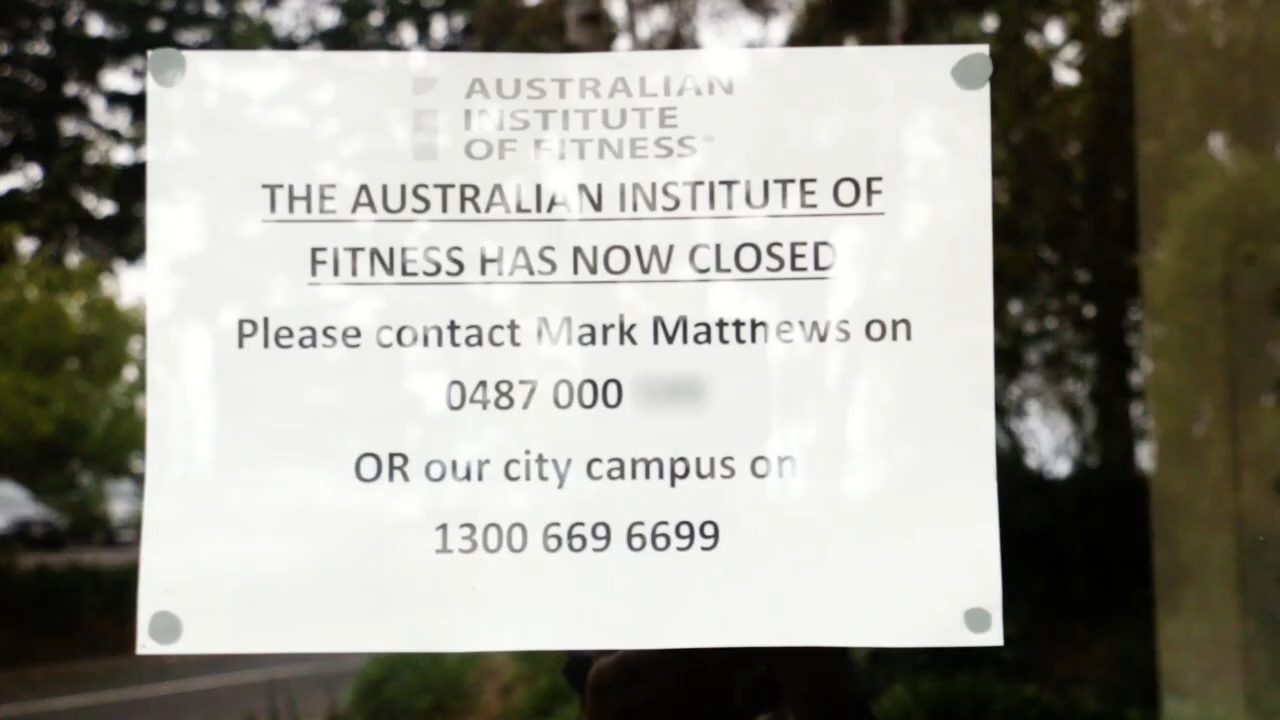 AUSTRALIAN
INSTITUTE
OF FITNESS
THE AUSTRALIAN INSTITUTE OF
FITNESS HAS NOW CLOSED
Please contact Mark Matthews on
0487 000
OR our city campus on
1300 669 6699